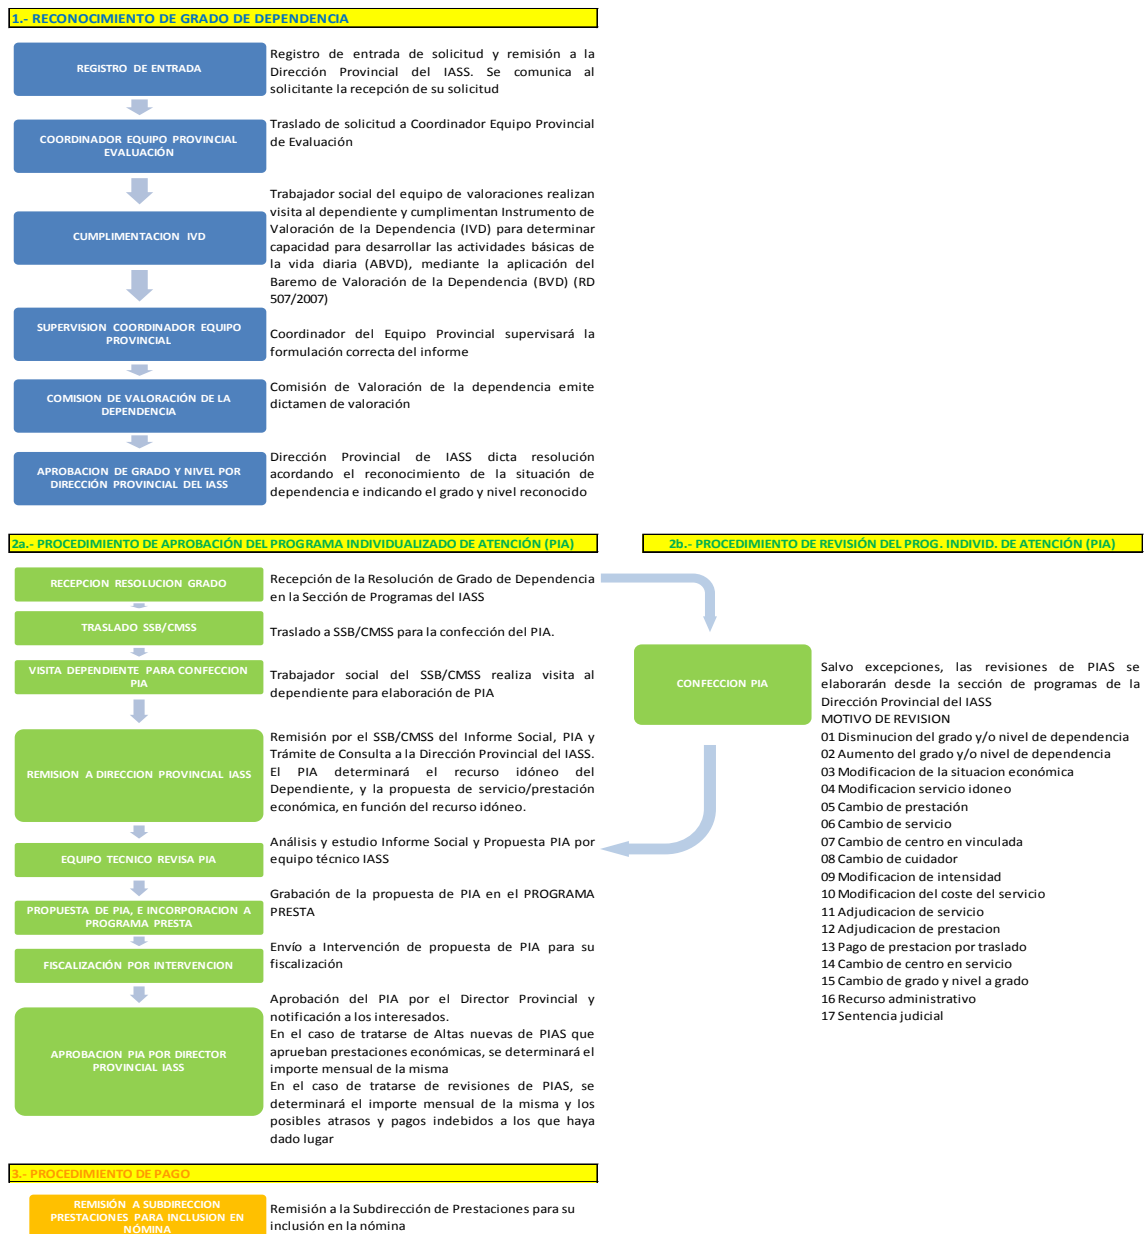 1.- RECONOCIMIENTO DE GRADO DE DEPENDENCIA
REGISTRO DE ENTRADA
Registro de entrada de solicitud y remisión a la
Dirección Provincial del IASS. Se comunica al
solicitante la recepción de su solicitud
COORDINADOR EQUIPO PROVINCIAL
EVALUACIÓN
Traslado de solicitud a Coordinador Equipo Provincial
de Evaluación
CUMPLIMENTACION IVD
Trabajador social del equipo de valoraciones realizan
visita al dependiente y cumplimentan Instrumento de
Valoración de la Dependencia (IVD) para determinar
capacidad para desarrollar las actividades básicas de
la vida diaria (ABVD), mediante la aplicación del
Baremo de Valoración de la Dependencia (BVD) (RD
507/2007)
SUPERVISION COORDINADOR EQUIPO
PROVINCIAL
Coordinador del Equipo Provincial supervisará la
formulación correcta del informe
COMISION DE VALORACIÓN DE LA
DEPENDENCIA
Comisión de Valoración de la dependencia emite
dictamen de valoración
APROBACION DE GRADO Y NIVEL POR
DIRECCIÓN PROVINCIAL DEL IASS
Dirección Provincial de IASS dicta resolución
acordando el reconocimiento de la situación de
dependencia e indicando el grado y nivel reconocido
2a.- PROCEDIMIENTO DE APROBACIÓN DEL PROGRAMA INDIVIDUALIZADO DE ATENCIÓN (PIA)
RECEPCION RESOLUCION GRADO
Recepción de la Resolución de Grado de Dependencia
en la Sección de Programas del IASS
TRASLADO SSB/CMSS
Traslado a SSB/CMSS para la confección del PIA.
VISITA DEPENDIENTE PARA CONFECCION
PIA
Trabajador social del SSB/CMSS realiza visita al
dependiente para elaboración de PIA
REMISION A DIRECCION PROVINCIAL IASS
Remisión por el SSB/CMSS del Informe Social, PIA y
Trámite de Consulta a la Dirección Provincial del IASS.
El PIA determinará el recurso idóneo del
Dependiente, y la propuesta de servicio/prestación
económica, en función del recurso idóneo.
EQUIPO TECNICO REVISA PIA
Análisis y estudio Informe Social y Propuesta PIA por
equipo técnico IASS
PROPUESTA DE PIA, E INCORPORACION A
PROGRAMA PRESTA
Grabación de la propuesta de PIA en el PROGRAMA
PRESTA
FISCALIZACIÓN POR INTERVENCION
Envío a Intervención de propuesta de PIA para su
fiscalización
APROBACION PIA POR DIRECTOR
PROVINCIAL IASS
Aprobación del PIA por el Director Provincial y
notificación a los interesados.
En el caso de tratarse de Altas nuevas de PIAS que
aprueban prestaciones económicas, se determinará el
importe mensual de la misma
En el caso de tratarse de revisiones de PIAS, se
determinará el importe mensual de la misma y los
posibles atrasos y pagos indebidos a los que haya
dado lugar
2b.- PROCEDIMIENTO DE REVISIÓN DEL PROG. INDIVID. DE ATENCIÓN (PIA)
CONFECCION PIA
Salvo excepciones, las revisiones de PIAS se
elaborarán desde la sección de programas de la
Dirección Provincial del IASS
MOTIVO DE REVISION
01 Disminucion del grado y/o nivel de dependencia
02 Aumento del grado y/o nivel de dependencia
03 Modificacion de la situacion económica
04 Modificacion servicio idoneo
05 Cambio de prestación
06 Cambio de servicio
07 Cambio de centro en vinculada
08 Cambio de cuidador
09 Modificacion de intensidad
10 Modificacion del coste del servicio
11 Adjudicacion de servicio
12 Adjudicacion de prestacion
13 Pago de prestacion por traslado
14 Cambio de centro en servicio
15 Cambio de grado y nivel a grado
16 Recurso administrativo
17 Sentencia judicial
3.- PROCEDIMIENTO DE PAGO
REMISIÓN A SUBDIRECCION
PRESTACIONES PARA INCLUSION EN
NÓMINA
Remisión a la Subdirección de Prestaciones para su
inclusión en la nómina